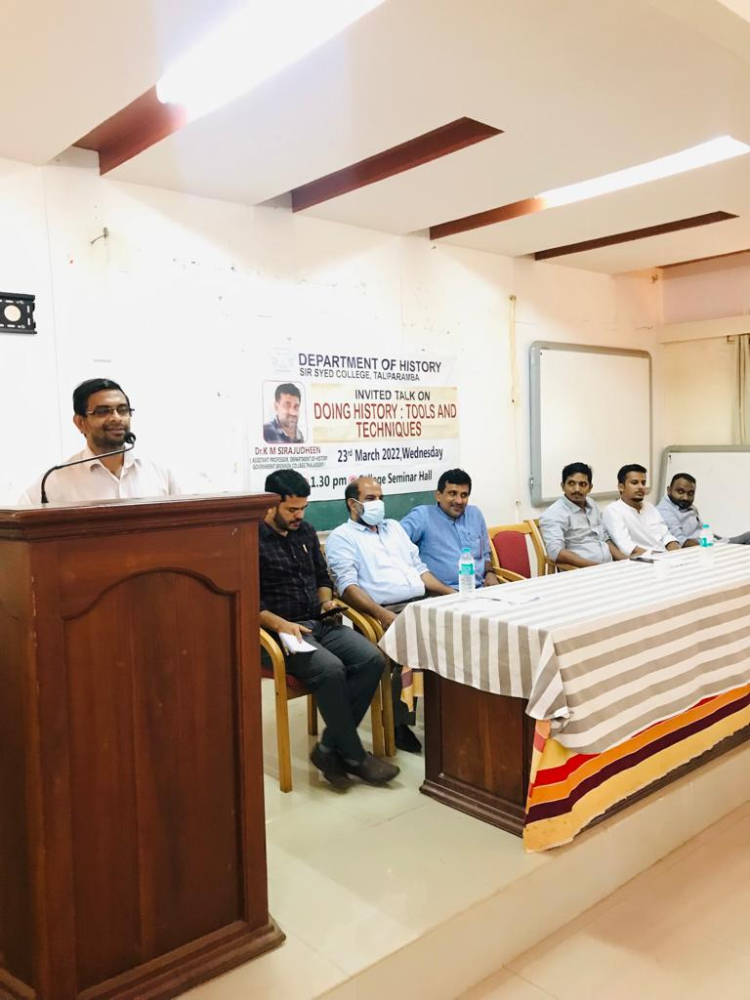 DEPARTMENT OF HISTORY
SIR SYED COLLEGE, TALIPARAMBA
INVITED TALK ON
DOING HISTORY : TOOLS AND
TECHNIQUES
Dr.K M SIRAJUDHEEN
ASSISTANT PROFESSOR, DEPARTMENT OF HISTORY
GOVERNMENT BRENNEN COLLEGE, THALASSERY
23rd March 2022,Wednesday
1.30 pm @ College Seminar Hall